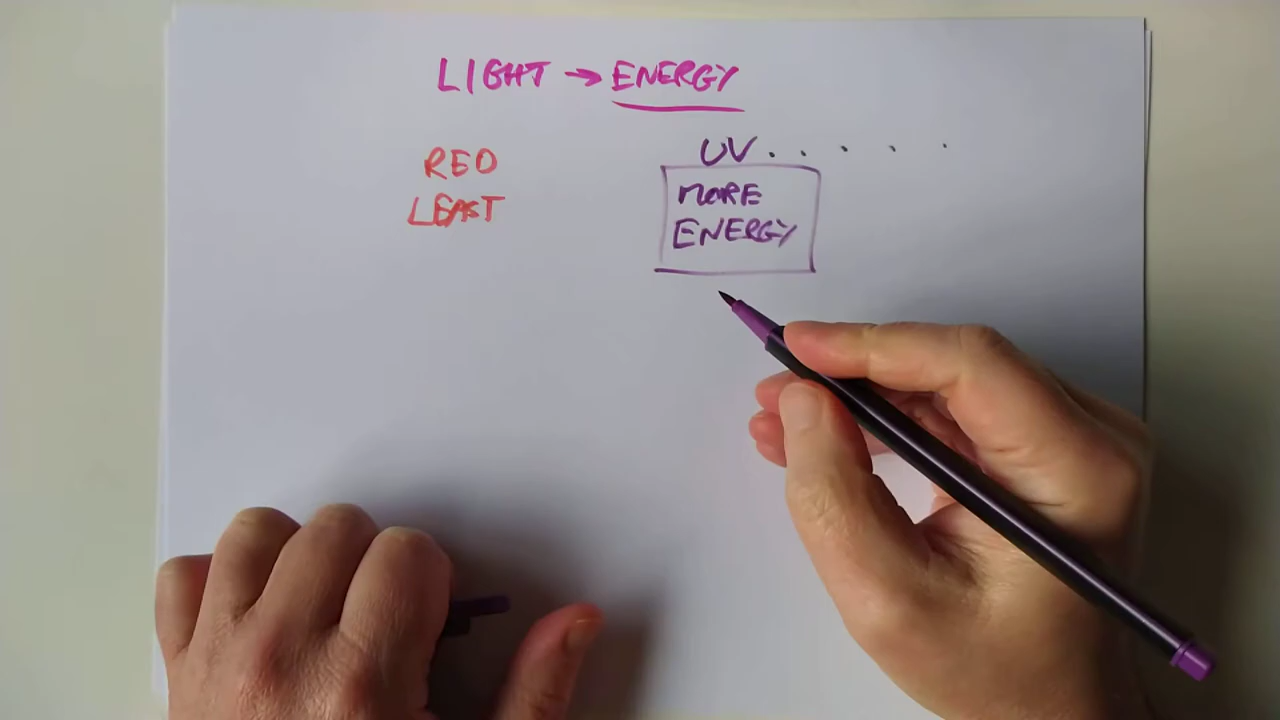 LIGHT → ENERGY
RED
LEAST
UV . . . . .
MORE
ENERGY